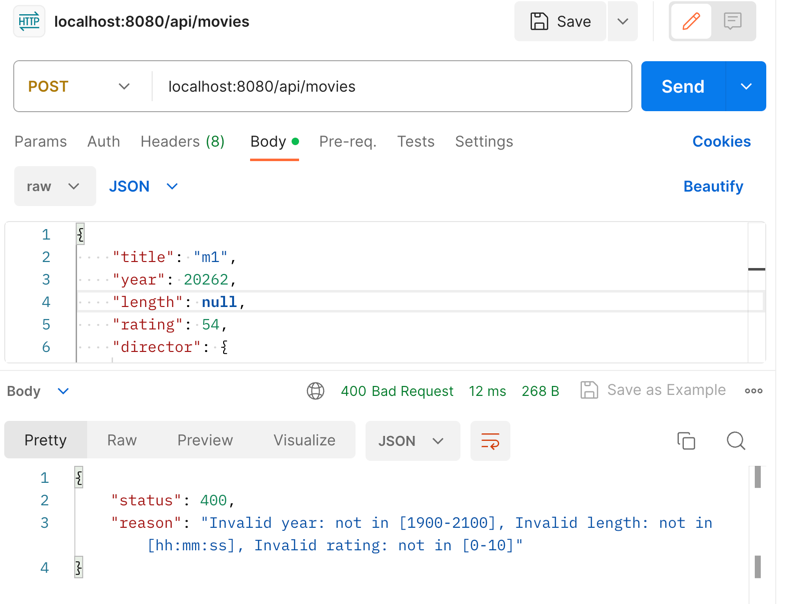 HTTP localhost:8080/api/movies Save
POST localhost:8080/api/movies Send
Params Auth Headers (8) Body Pre-req. Tests Settings Cookies
raw JSON Beautify
1 {
2 "title": "m1",
3 "year": 20262,
4 "length": null,
5 "rating": 54,
6 "director": {
Body 400 Bad Request 12 ms 268 B Save as Example
Pretty Raw Preview Visualize JSON
1 {
2 "status": 400,
3 "reason": "Invalid year: not in [1900-2100], Invalid length: not in
[hh:mm:ss], Invalid rating: not in [0-10]"
4 }